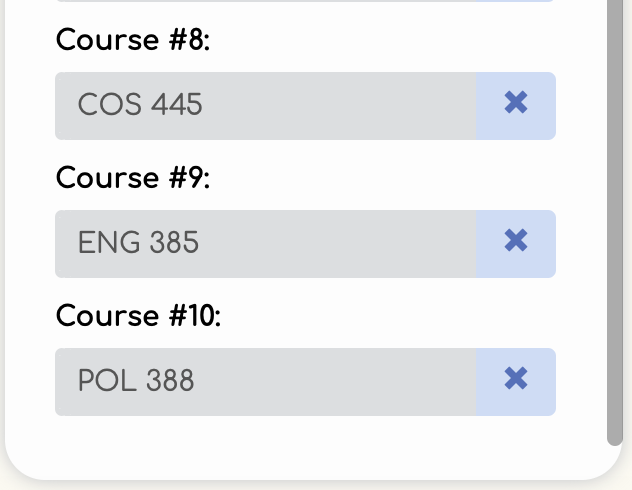 Course #8:
COS 445
Course #9:
ENG 385
Course #10:
POL 388